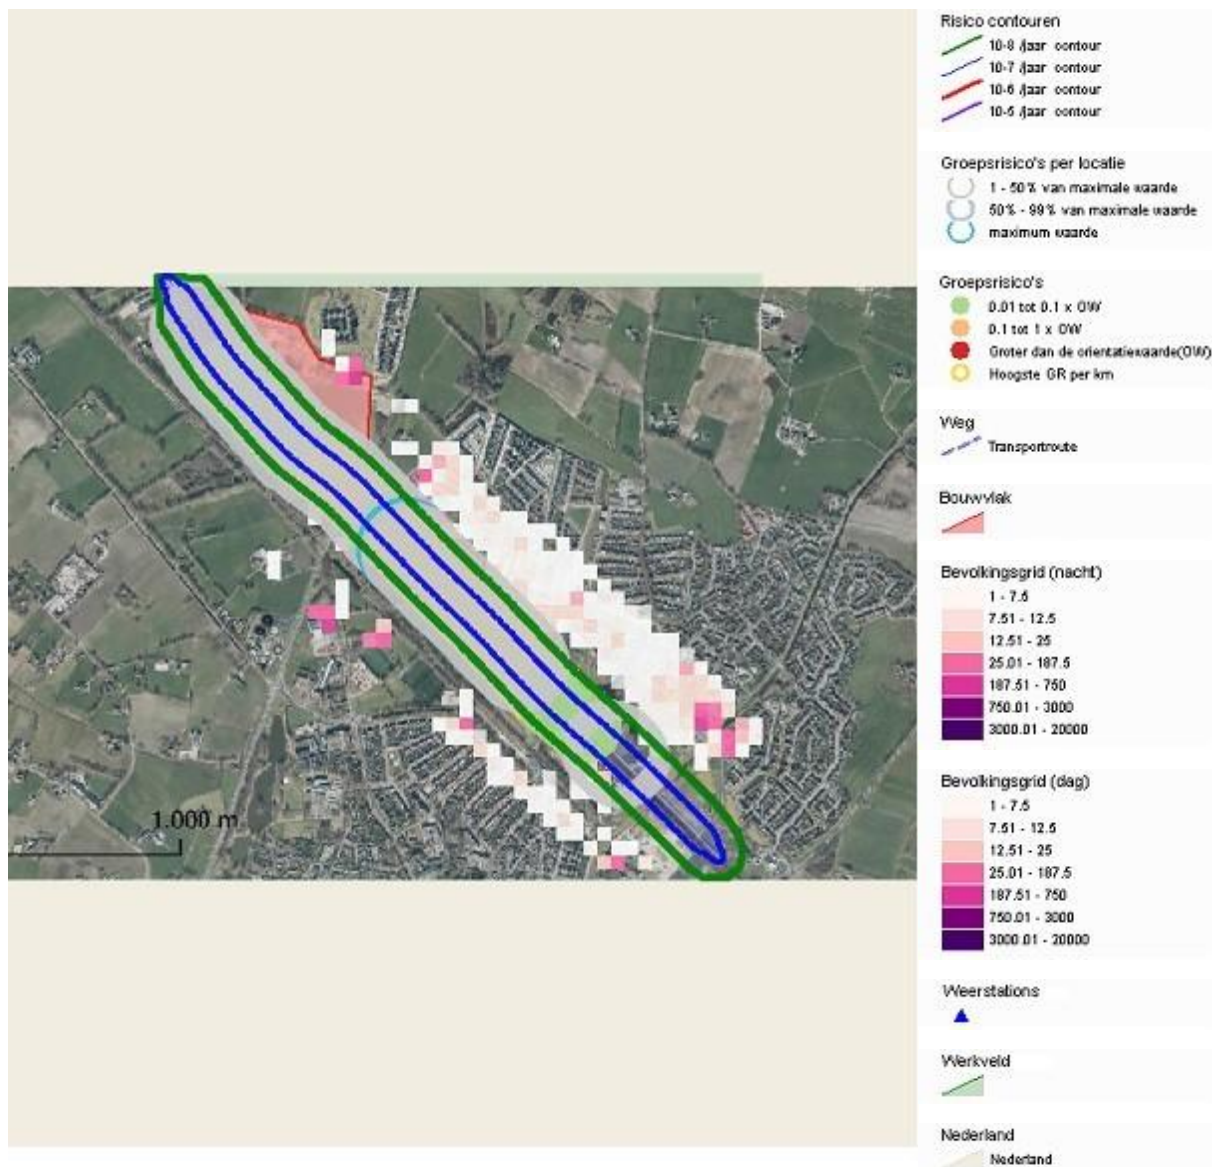 Risico contouren
10-8 /jaar contour
10-7 /jaar contour
10-6 /jaar contour
10-5 /jaar contour
Groepsrisico's per locatie
1 - 50% van maximale waarde
50% - 99% van maximale waarde
maximum waarde
Groepsrisico's
0.01 tot 0.1 x OW
0.1 tot 1 x OW
Groter dan de orientatiewaarde(OW)
Hoogste GR per km
Weg
Transportroute
Bouwvlak
Bevolkingsgrid (nacht)
1 - 7.5
7.51 - 12.5
12.51 - 25
25.01 - 187.5
187.51 - 750
750.01 - 3000
3000.01 - 20000
Bevolkingsgrid (dag)
1 - 7.5
7.51 - 12.5
12.51 - 25
25.01 - 187.5
187.51 - 750
750.01 - 3000
3000.01 - 20000
Weerstations
Werkveld
Nederland
Nederland
1.000 m